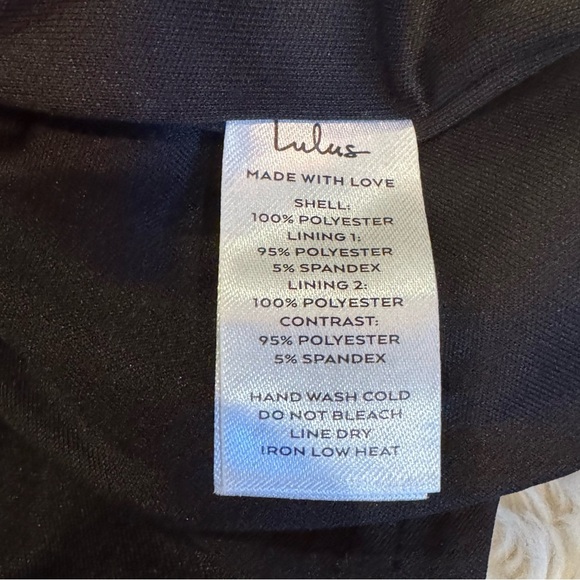 Lulus
MADE WITH LOVE
SHELL:
100% POLYESTER
LINING 1:
95% POLYESTER
5% SPANDEX
LINING 2:
100% POLYESTER
CONTRAST:
95% POLYESTER
5% SPANDEX
HAND WASH COLD
DO NOT BLEACH
LINE DRY
IRON LOW HEAT